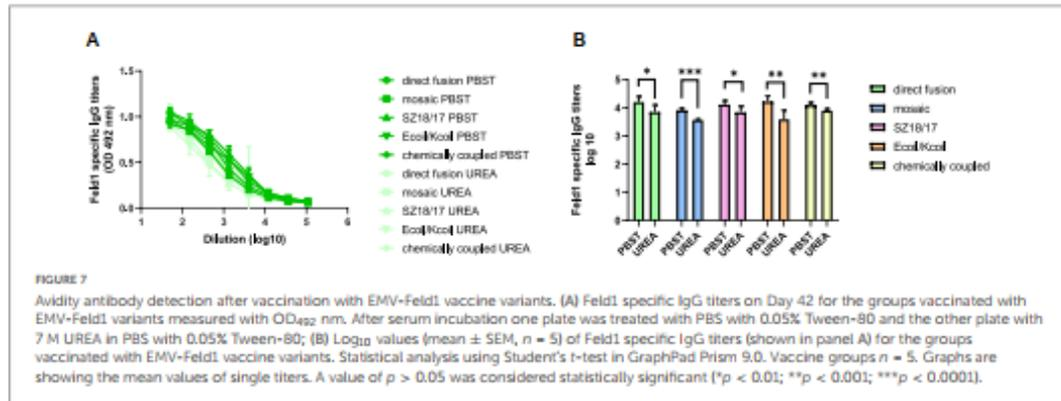 A
B
1.5
1.0
0.5
0.0
Feld1 specific IgG titers
(OD 492 nm)
1 2 3 4 5 6
Dilution (log10)
direct fusion PBST
mosaic PBST
SZ18/17 PBST
Ecoil/Kcoil PBST
chemically coupled PBST
direct fusion UREA
mosaic UREA
SZ18/17 UREA
Ecoil/Kcoil UREA
chemically coupled UREA
Feld1 specific IgG titers
log 10
5
4
3
2
1
0
* *** * ** **
PBST UREA PBST UREA PBST UREA PBST UREA PBST UREA
direct fusion
mosaic
SZ18/17
Ecoil/Kcoil
chemically coupled
FIGURE 7
Avidity antibody detection after vaccination with EMV-Feld1 vaccine variants. (A) Feld1 specific IgG titers on Day 42 for the groups vaccinated with
EMV-Feld1 variants measured with OD492 nm. After serum incubation one plate was treated with PBS with 0.05% Tween-80 and the other plate with
7 M UREA in PBS with 0.05% Tween-80; (B) Log10 values (mean ± SEM, n = 5) of Feld1 specific IgG titers (shown in panel A) for the groups
vaccinated with EMV-Feld1 vaccine variants. Statistical analysis using Student's t-test in GraphPad Prism 9.0. Vaccine groups n = 5. Graphs are
showing the mean values of single titers. A value of p > 0.05 was considered statistically significant (*p < 0.01; **p < 0.001; ***p < 0.0001).